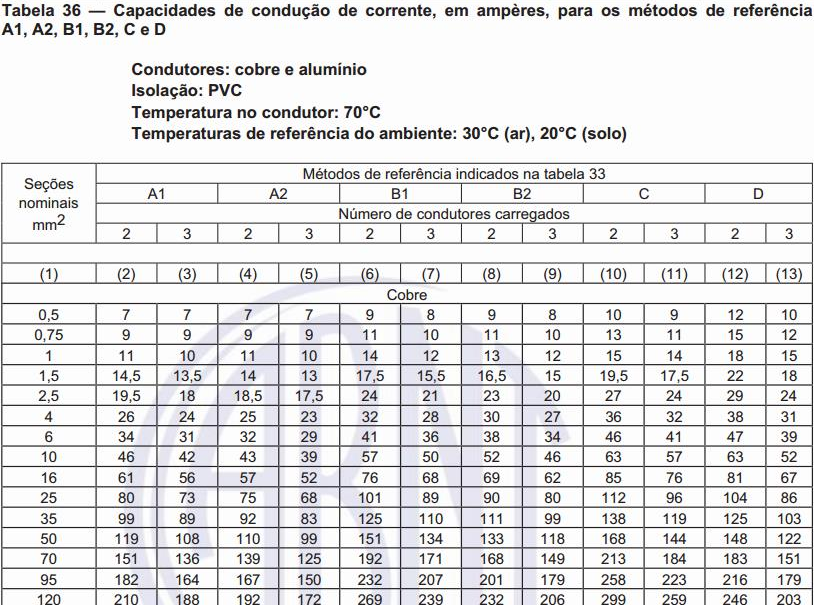 Tabela 36 — Capacidades de condução de corrente, em ampères, para os métodos de referência
A1, A2, B1, B2, C e D
Condutores: cobre e alumínio
Isolação: PVC
Temperatura no condutor: 70°C
Temperaturas de referência do ambiente: 30°C (ar), 20°C (solo)
Seções nominais mm2
Métodos de referência indicados na tabela 33
A1 A2 B1 B2 C D
Número de condutores carregados
2 3 2 3 2 3 2 3 2 3 2 3
(1) (2) (3) (4) (5) (6) (7) (8) (9) (10) (11) (12) (13)
Cobre
0,5 7 7 7 7 9 8 9 8 10 9 12 10
0,75 9 9 9 9 11 10 11 10 13 11 15 12
1 11 10 11 10 14 12 13 12 15 14 18 15
1,5 14,5 13,5 14 13 17,5 15,5 16,5 15 19,5 17,5 22 18
2,5 19,5 18 18,5 17,5 24 21 23 20 27 24 29 24
4 26 24 25 23 32 28 30 27 36 32 38 31
6 34 31 32 29 41 36 38 34 46 41 47 39
10 46 42 43 39 57 50 52 46 63 57 63 52
16 61 56 57 52 76 68 69 62 85 76 81 67
25 80 73 75 68 101 89 90 80 112 96 104 86
35 99 89 92 83 125 110 111 99 138 119 125 103
50 119 108 110 99 151 134 133 118 168 144 148 122
70 151 136 139 125 192 171 168 149 213 184 183 151
95 182 164 167 150 232 207 201 179 258 223 216 179
120 210 188 192 172 269 239 232 206 299 259 246 203